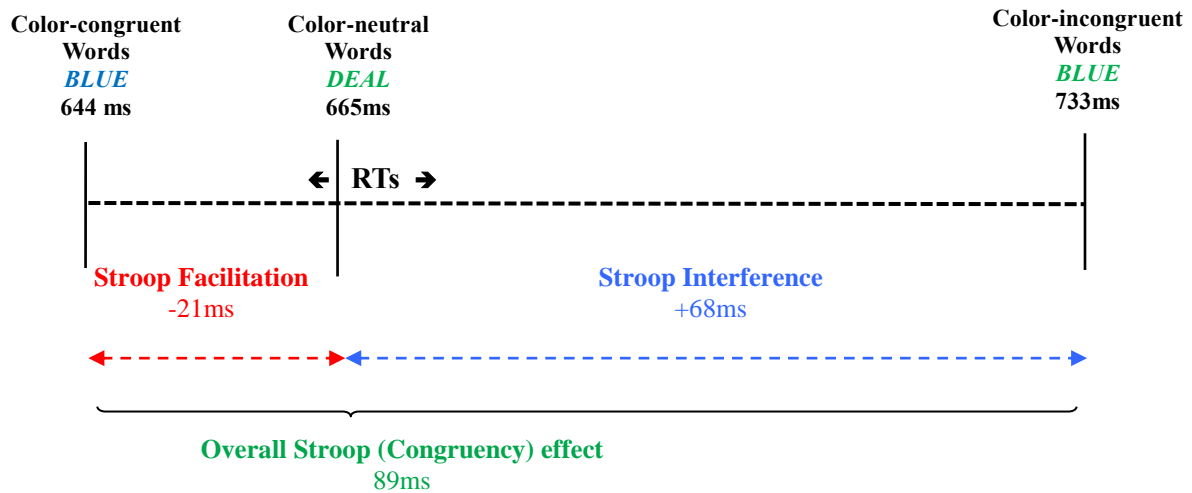 Color-congruent
Words
BLUE
644 ms
Color-neutral
Words
DEAL
665ms
Color-incongruent
Words
BLUE
733ms
🡸 RTs 🡺
Stroop Facilitation
-21ms
Stroop Interference
+68ms
Overall Stroop (Congruency) effect
89ms